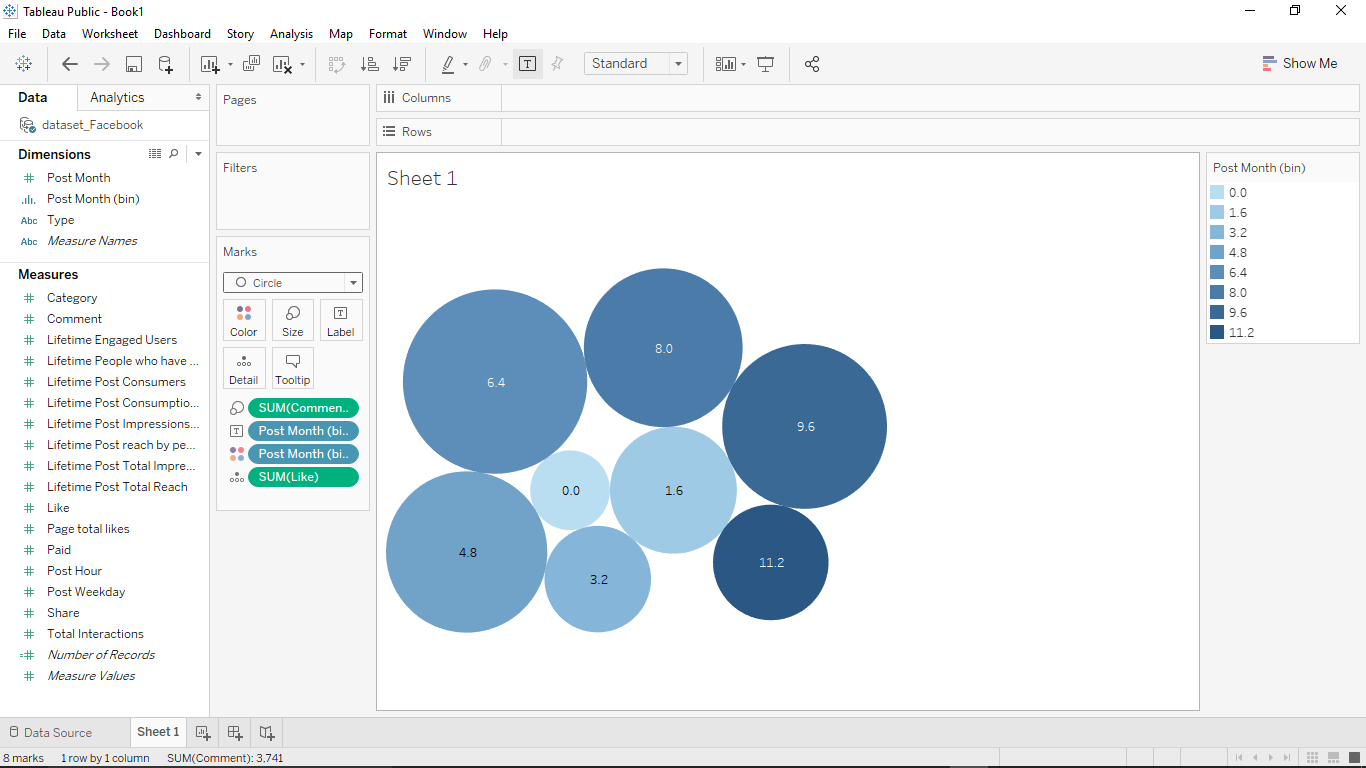 Tableau Public - Book1
File Data Worksheet Dashboard Story Analysis Map Format Window Help
Standard
Show Me
Data
Analytics
dataset_Facebook
Dimensions
Post Month
Abc
Post Month (bin)
Type
Abc
Measure Names
Measures
Category
Comment
Lifetime Engaged Users
Lifetime People who have ...
Lifetime Post Consumers
Lifetime Post Consumptio...
Lifetime Post Impressions...
Lifetime Post reach by pe...
Lifetime Post Total Impre...
Lifetime Post Total Reach
Like
Page total likes
Paid
Post Hour
Post Weekday
Share
Total Interactions
Number of Records
Measure Values
Pages
Filters
Marks
Circle
Color Size Label
Detail Tooltip
SUM(Commen..
Post Month (bi..
Post Month (bi..
SUM(Like)
Columns
Rows
Sheet 1
8.0
6.4
9.6
0.0
1.6
4.8
11.2
3.2
Post Month (bin)
0.0
1.6
3.2
4.8
6.4
8.0
9.6
11.2
Data Source
Sheet 1
8 marks 1 row by 1 column SUM(Comment): 3,741